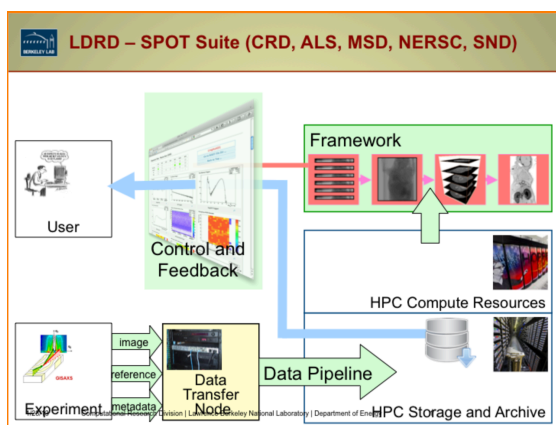 BERKELEY LAB
LDRD – SPOT Suite (CRD, ALS, MSD, NERSC, SND)
Framework
User
Control and
Feedback
HPC Compute Resources
image
reference
metadata
GISAXS
Experiment
Data
Transfer
Node
Data Pipeline
HPC Storage and Archive
Computational Research Division | Lawrence Berkeley National Laboratory | Department of Energy